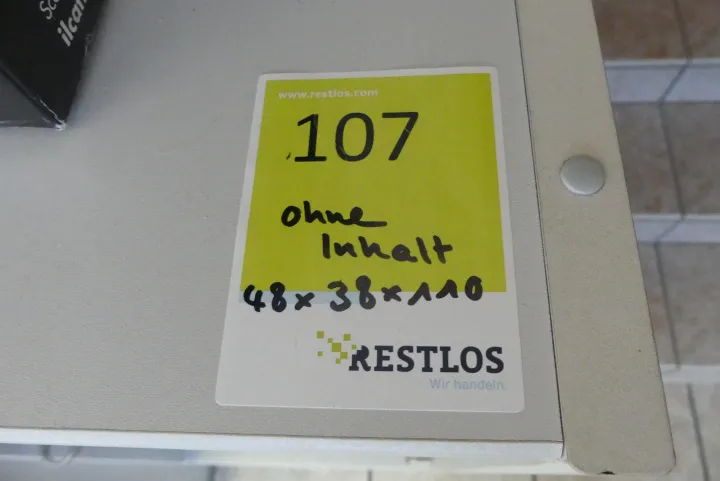 www.restlos.com
107
ohne
Inhalt
48x38x110
RESTLOS
Wir handeln.